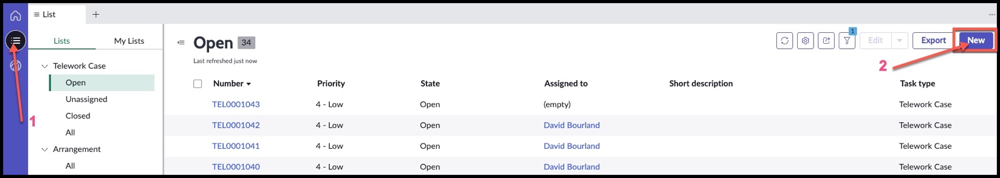 List
Lists My Lists
Telework Case
Open
Unassigned
Closed
All
Arrangement
All
Open 34
Last refreshed just now
1
Edit Export New
Number Priority State Assigned to Short description Task type
TEL0001043 4 - Low Open (empty) Telework Case
TEL0001042 4 - Low Open David Bourland Telework Case
TEL0001041 4 - Low Open David Bourland Telework Case
TEL0001040 4 - Low Open David Bourland Telework Case
1
2